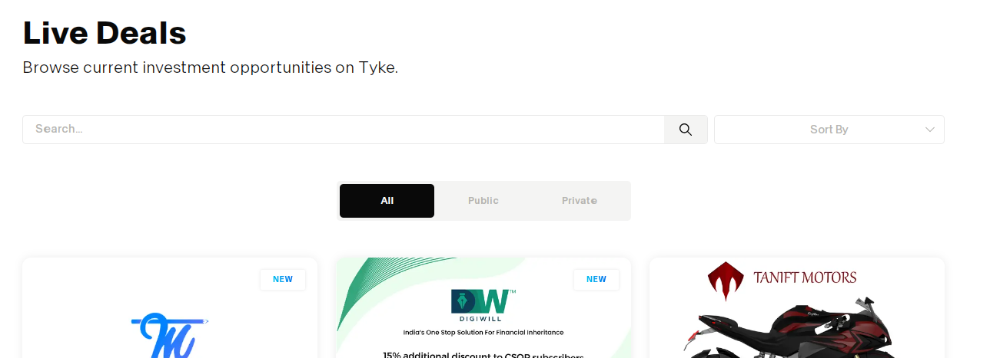 Live Deals
Browse current investment opportunities on Tyke.
Search...
Sort By
All
Public
Private
NEW
NEW
DW™
DIGIWILL
India's One Stop Solution For Financial Inheritance
15% additional discount to CSOP subscribers
TANIFT MOTORS